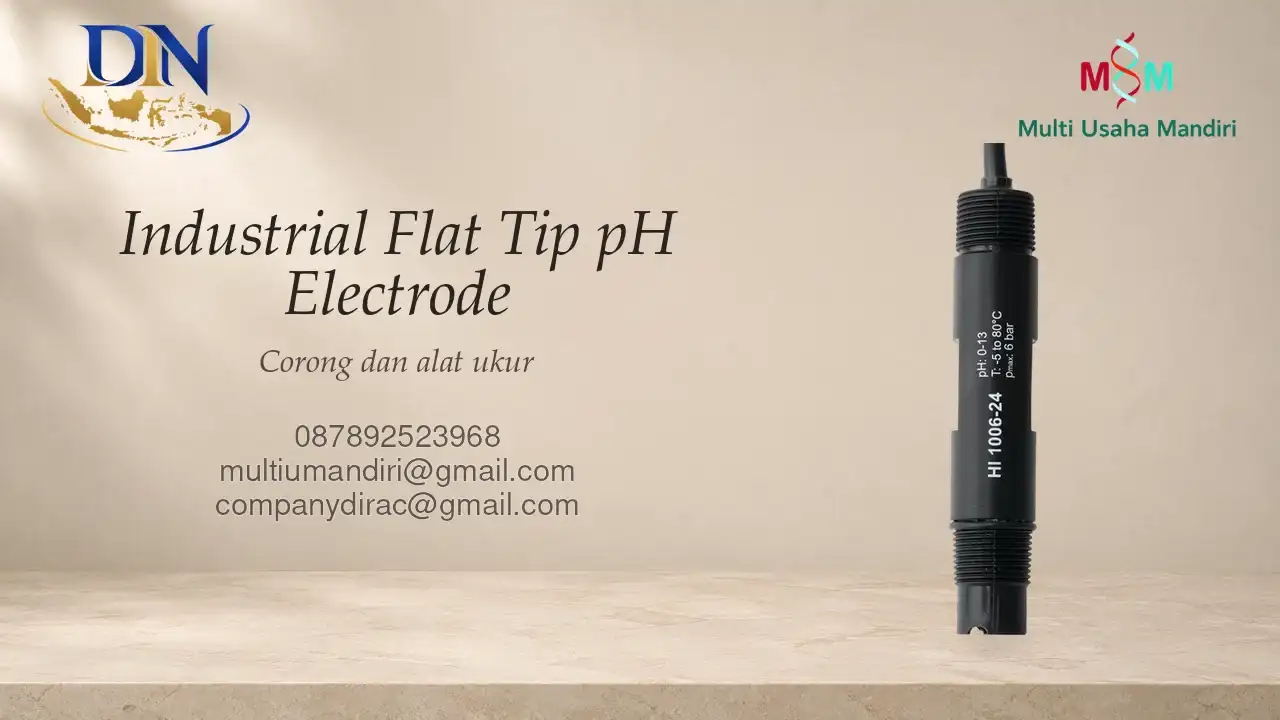 DN
M M
Multi Usaha Mandiri
Industrial Flat Tip pH
Electrode
Corong dan alat ukur
087892523968
multiumandiri@gmail.com
companydirac@gmail.com
pH: 0-13
T: -5 to 80°C
pmax: 6 bar
HI 1006-24